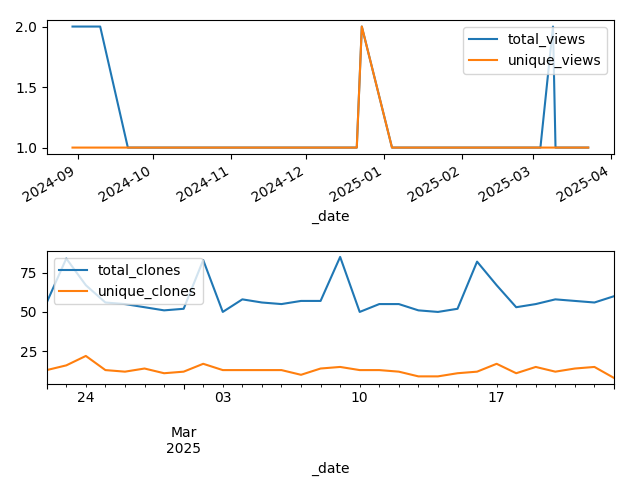 2.0
1.5
1.0
total_views
unique_views
2024-09
2024-10
2024-11
2024-12
2025-01
2025-02
2025-03
2025-04
_date
75
50
25
total_clones
unique_clones
24
03
10
17
Mar
2025
_date